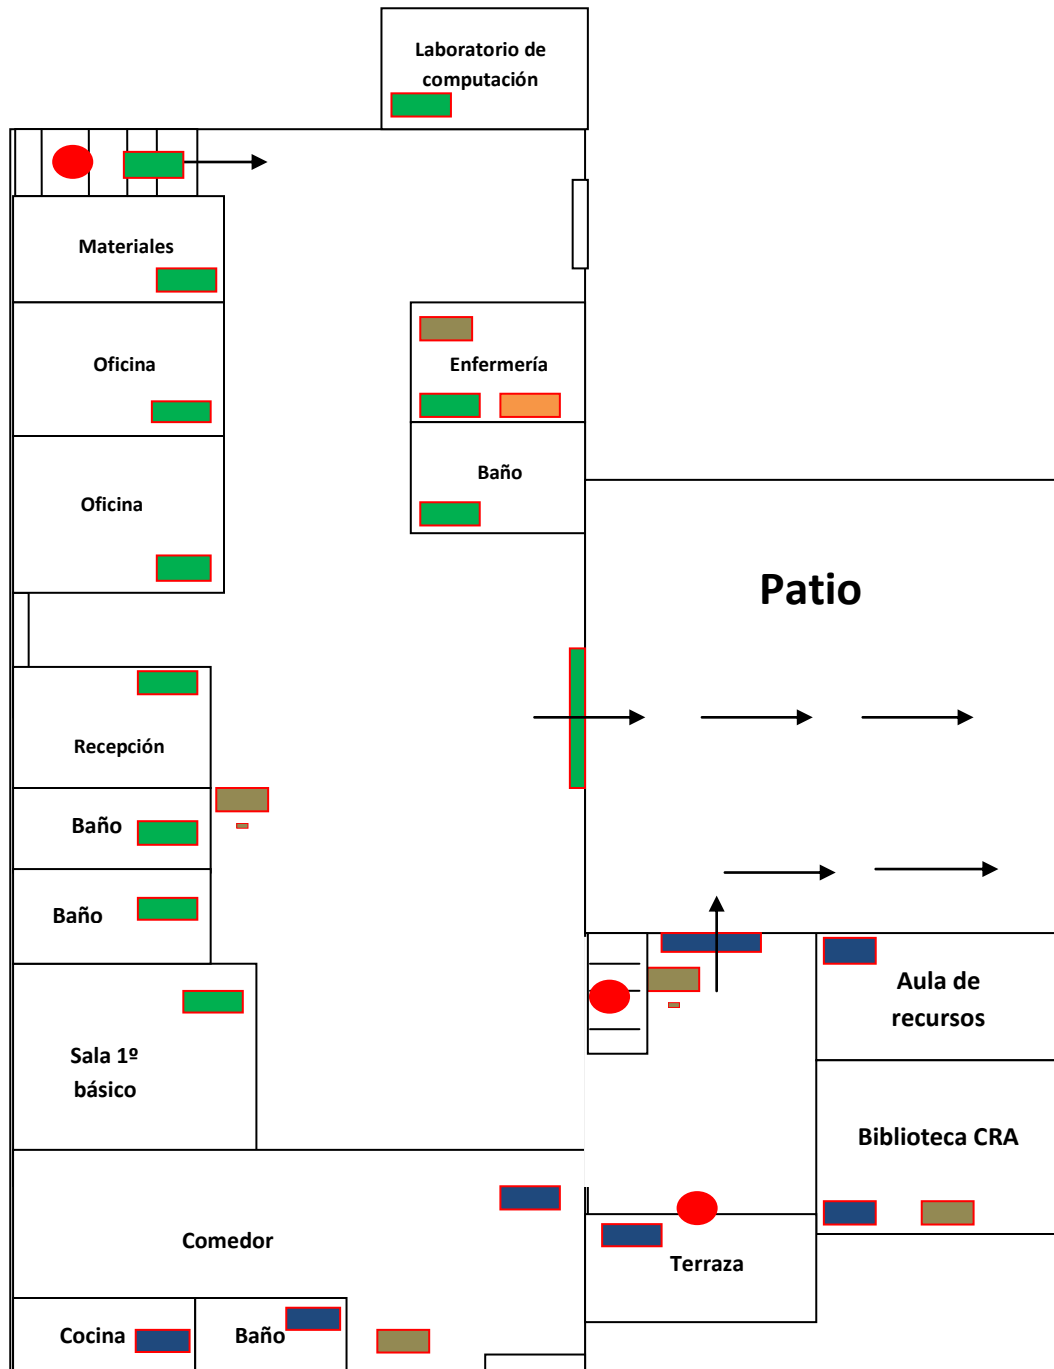 Laboratorio de
computación
Materiales
Oficina
Enfermería
Baño
Oficina
Patio
Recepción
Baño
Baño
Aula de
recursos
Sala 1º
básico
Biblioteca CRA
Comedor
Terraza
Cocina
Baño